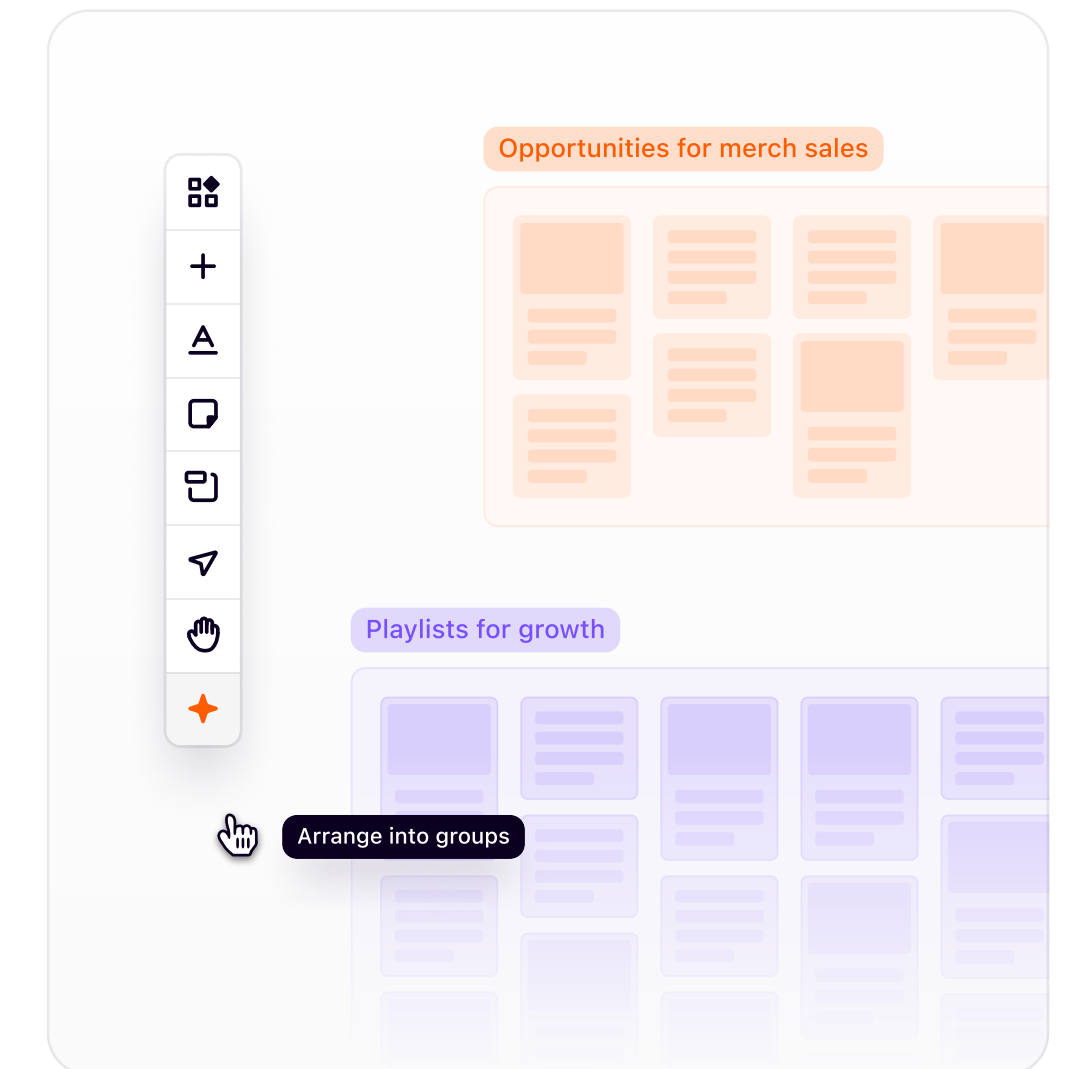 Opportunities for merch sales
Playlists for growth
Arrange into groups